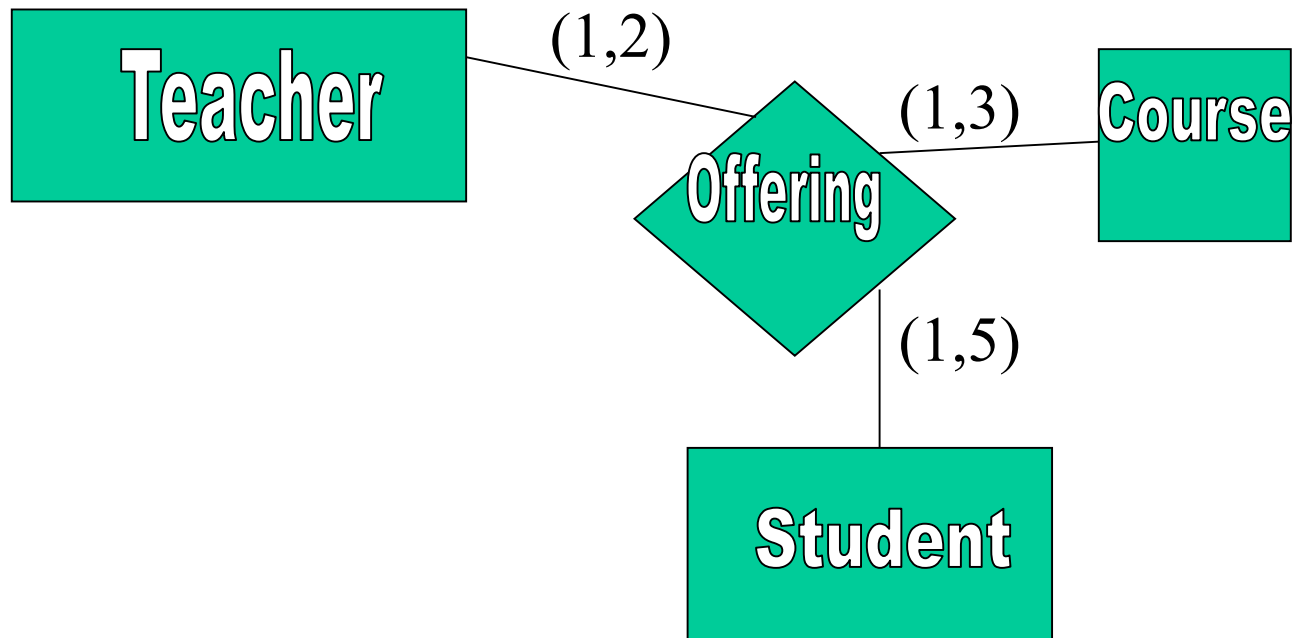 Teacher
(1,2)
(1,3)
Course
Offering
(1,5)
Student